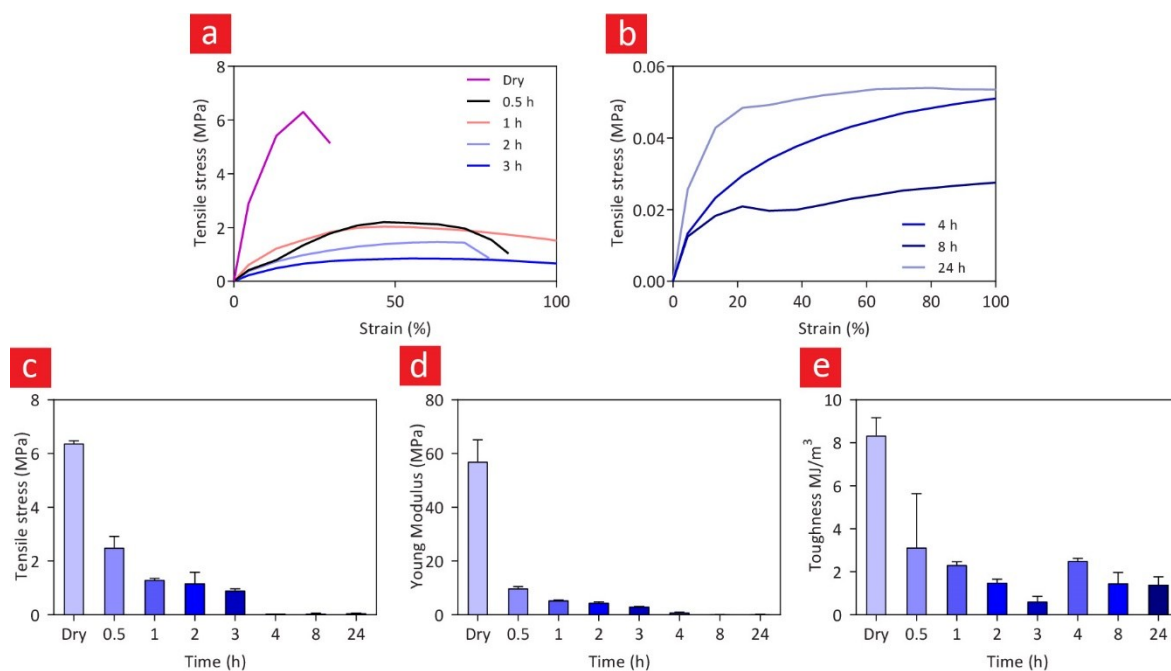 a
Tensile stress (MPa)
8
6
4
2
0
0 50 100
Strain (%)
Dry
0.5 h
1 h
2 h
3 h
b
Tensile stress (MPa)
0.06
0.04
0.02
0.00
0 20 40 60 80 100
Strain (%)
4 h
8 h
24 h
c
Tensile stress (MPa)
8
6
4
2
0
Dry 0.5 1 2 3 4 8 24
Time (h)
d
Young Modulus (MPa)
80
60
40
20
0
Dry 0.5 1 2 3 4 8 24
Time (h)
e
Toughness MJ/m³
10
8
6
4
2
0
Dry 0.5 1 2 3 4 8 24
Time (h)